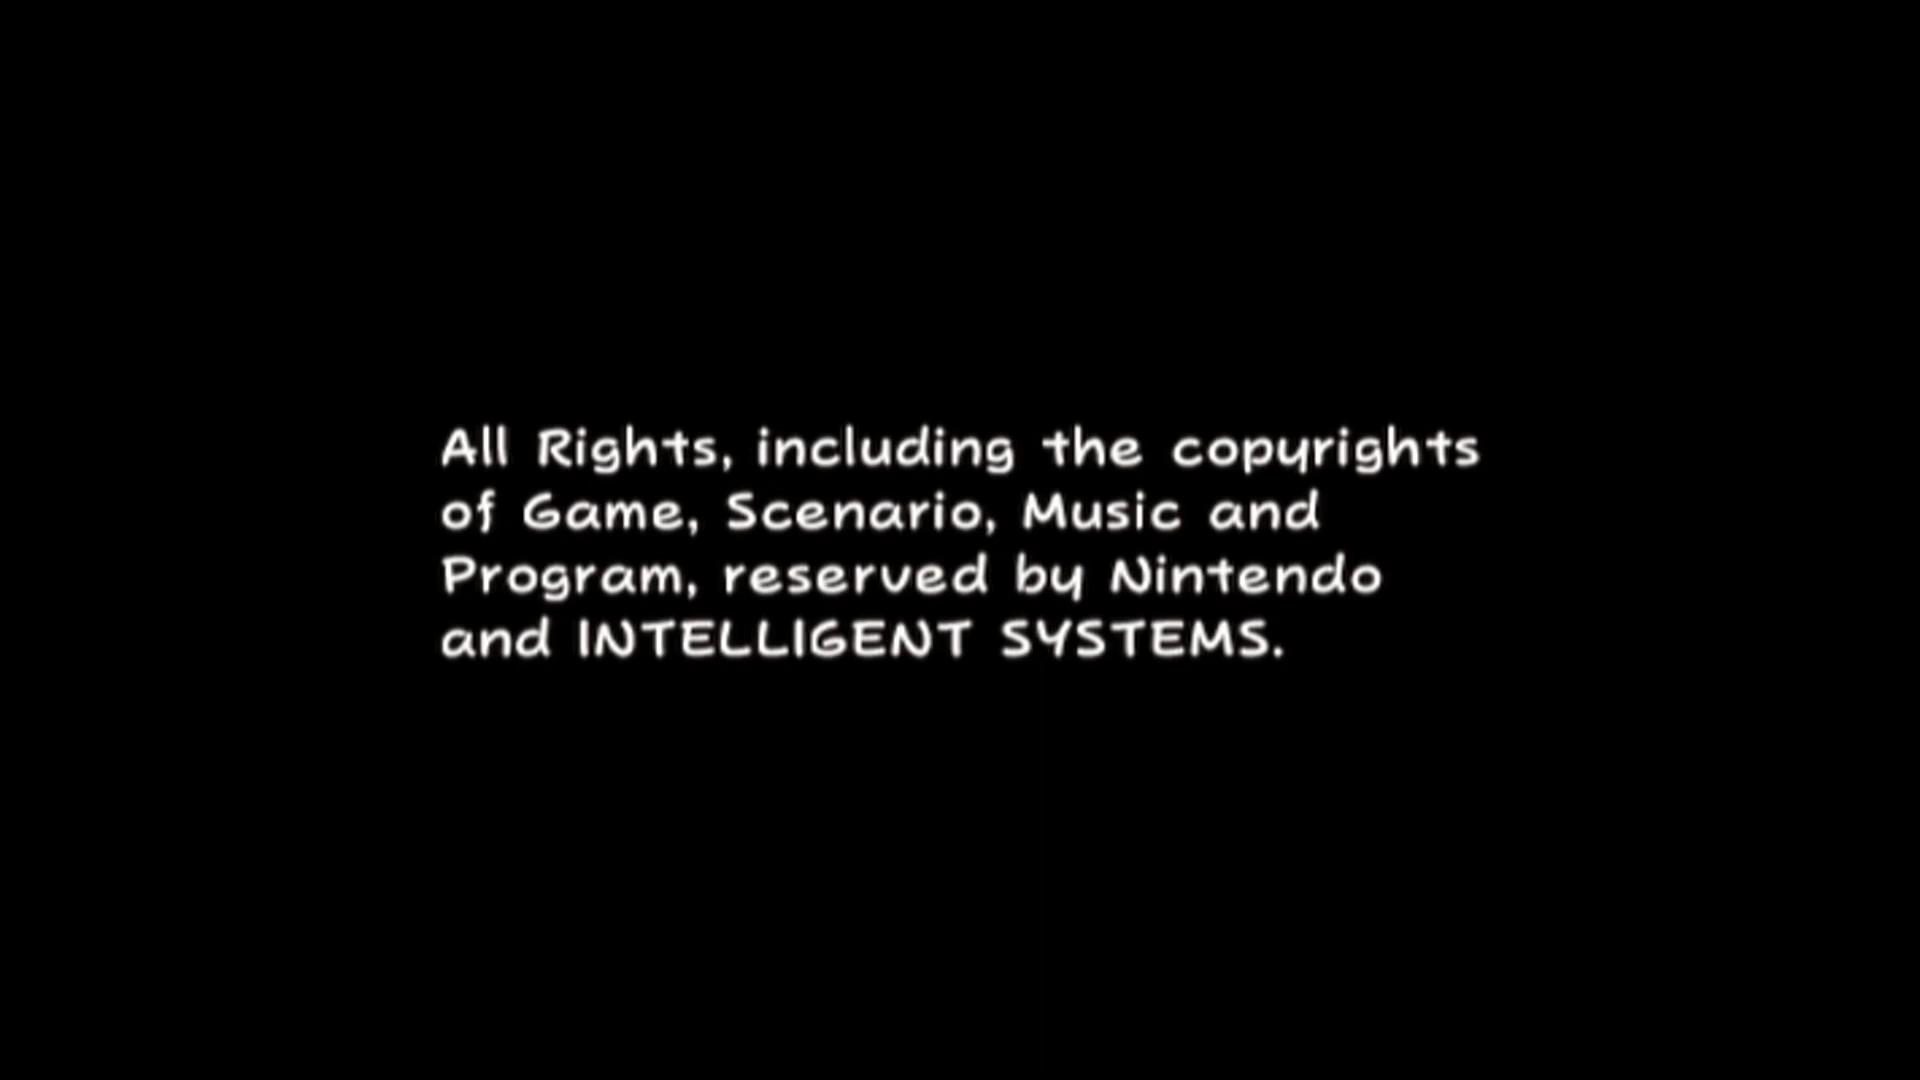 All Rights, including the copyrights
of Game, Scenario, Music and
Program, reserved by Nintendo
and INTELLIGENT SYSTEMS.